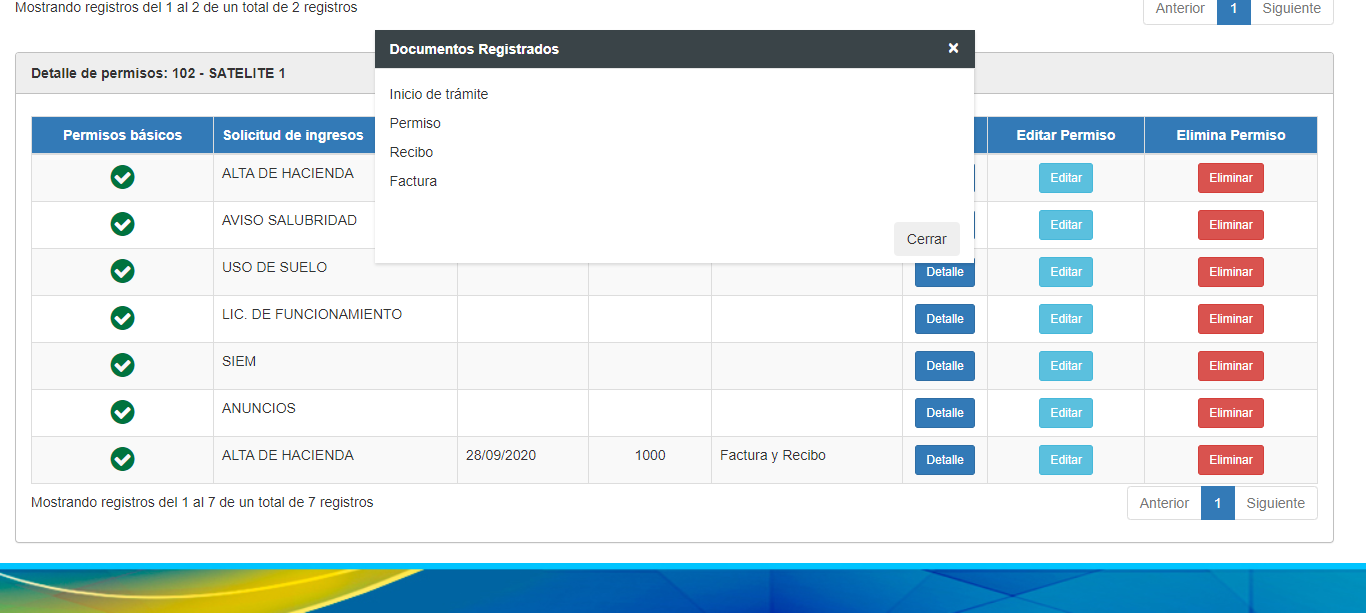 Mostrando registros del 1 al 2 de un total de 2 registros
Anterior 1 Siguiente
Documentos Registrados ×
Inicio de trámite
Permiso
Recibo
Factura
Cerrar
Detalle de permisos: 102 - SATELITE 1
Permisos básicos Solicitud de ingresos Editar Permiso Elimina Permiso
ALTA DE HACIENDA Editar Eliminar
AVISO SALUBRIDAD Editar Eliminar
USO DE SUELO Detalle Editar Eliminar
LIC. DE FUNCIONAMIENTO Detalle Editar Eliminar
SIEM Detalle Editar Eliminar
ANUNCIOS Detalle Editar Eliminar
ALTA DE HACIENDA 28/09/2020 1000 Factura y Recibo Detalle Editar Eliminar
Mostrando registros del 1 al 7 de un total de 7 registros
Anterior 1 Siguiente